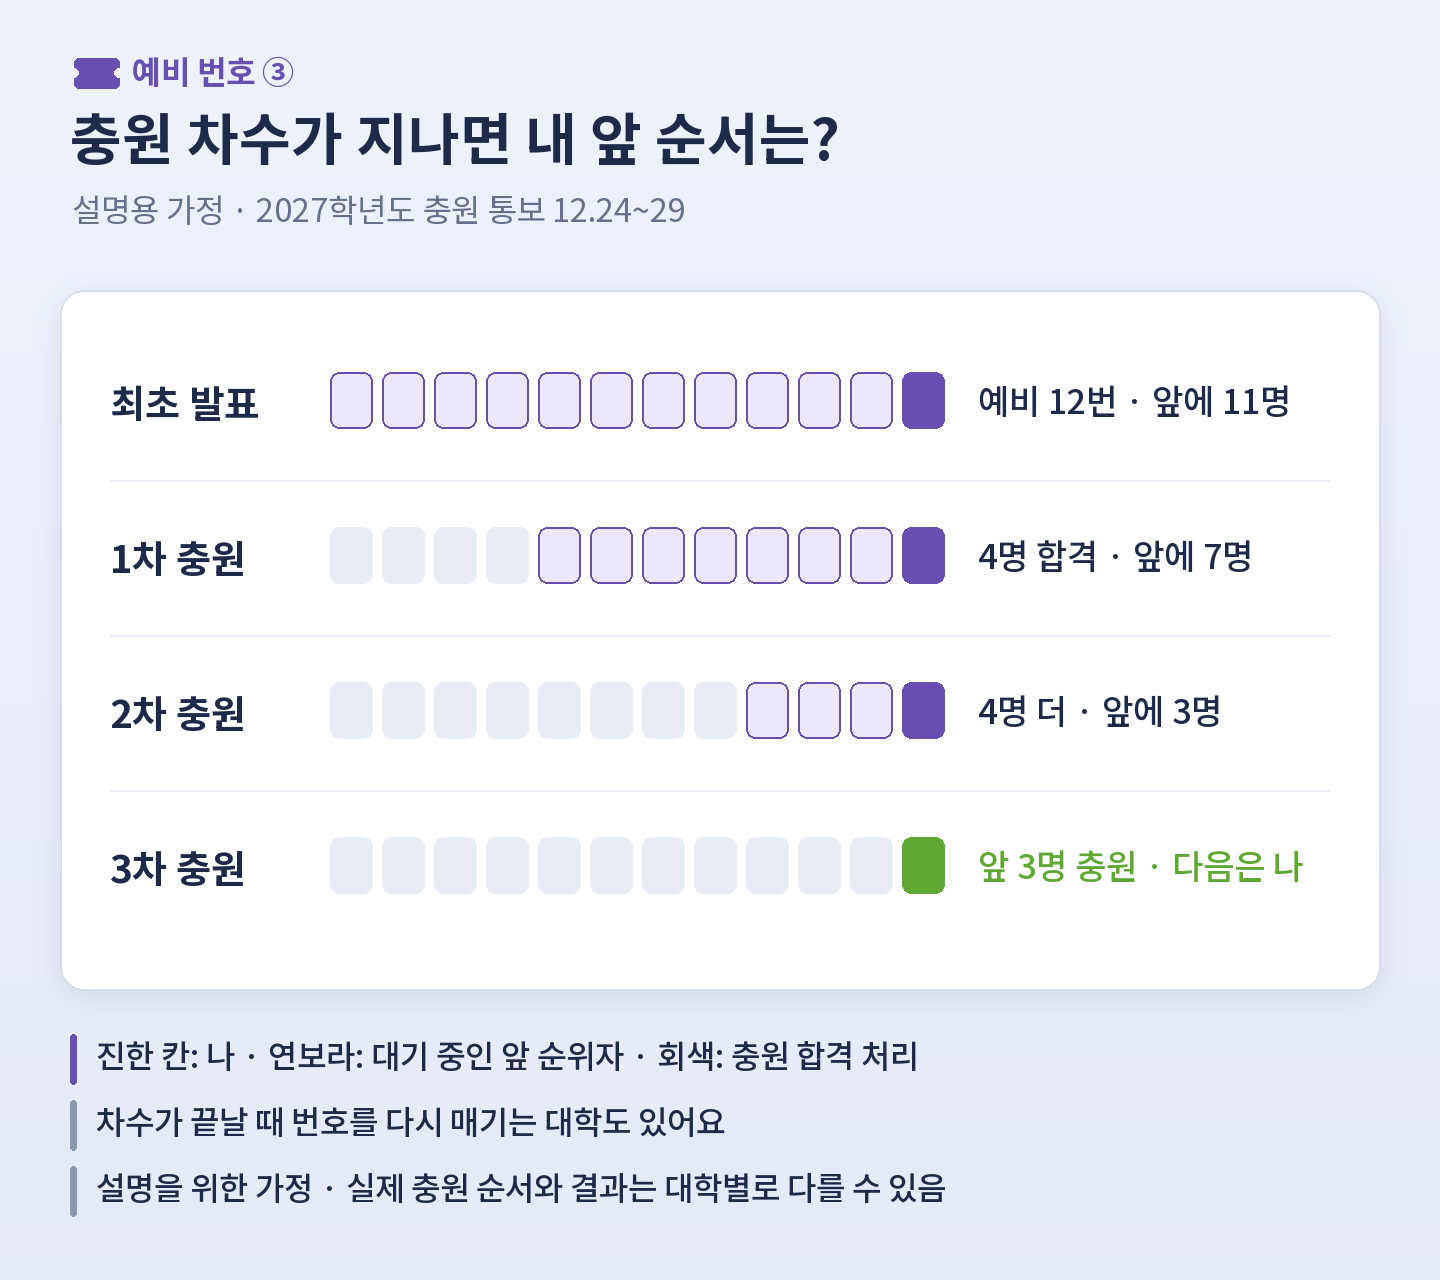 예비 번호 ③
충원 차수가 지나면 내 앞 순서는?
설명용 가정 · 2027학년도 충원 통보 12.24~29
최초 발표
예비 12번 · 앞에 11명
1차 충원
4명 합격 · 앞에 7명
2차 충원
4명 더 · 앞에 3명
3차 충원
앞 3명 충원 · 다음은 나
진한 칸: 나 · 연보라: 대기 중인 앞 순위자 · 회색: 충원 합격 처리
차수가 끝날 때 번호를 다시 매기는 대학도 있어요
설명을 위한 가정 · 실제 충원 순서와 결과는 대학별로 다를 수 있음